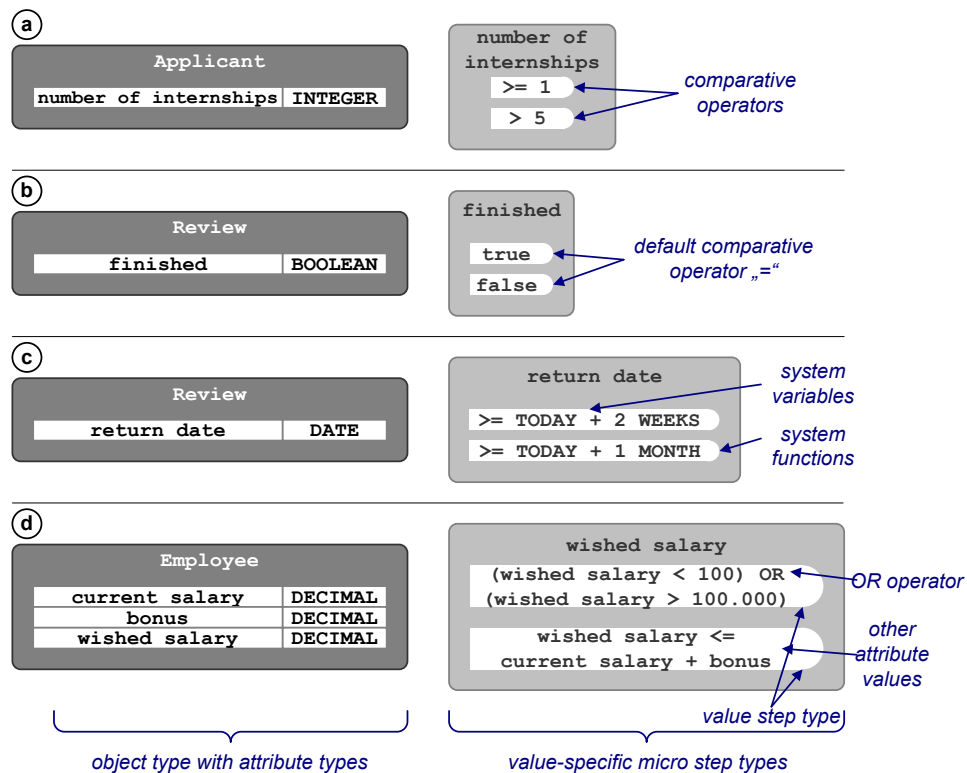 a
Applicant
number of internships INTEGER
number of
internships
>= 1
> 5
comparative
operators
b
Review
finished BOOLEAN
finished
true
false
default comparative
operator „=“
c
Review
return date DATE
return date
>= TODAY + 2 WEEKS
>= TODAY + 1 MONTH
system
variables
system
functions
d
Employee
current salary DECIMAL
bonus DECIMAL
wished salary DECIMAL
wished salary
(wished salary < 100) OR
(wished salary > 100.000)
wished salary <=
current salary + bonus
OR operator
other
attribute
values
value step type
object type with attribute types
value-specific micro step types